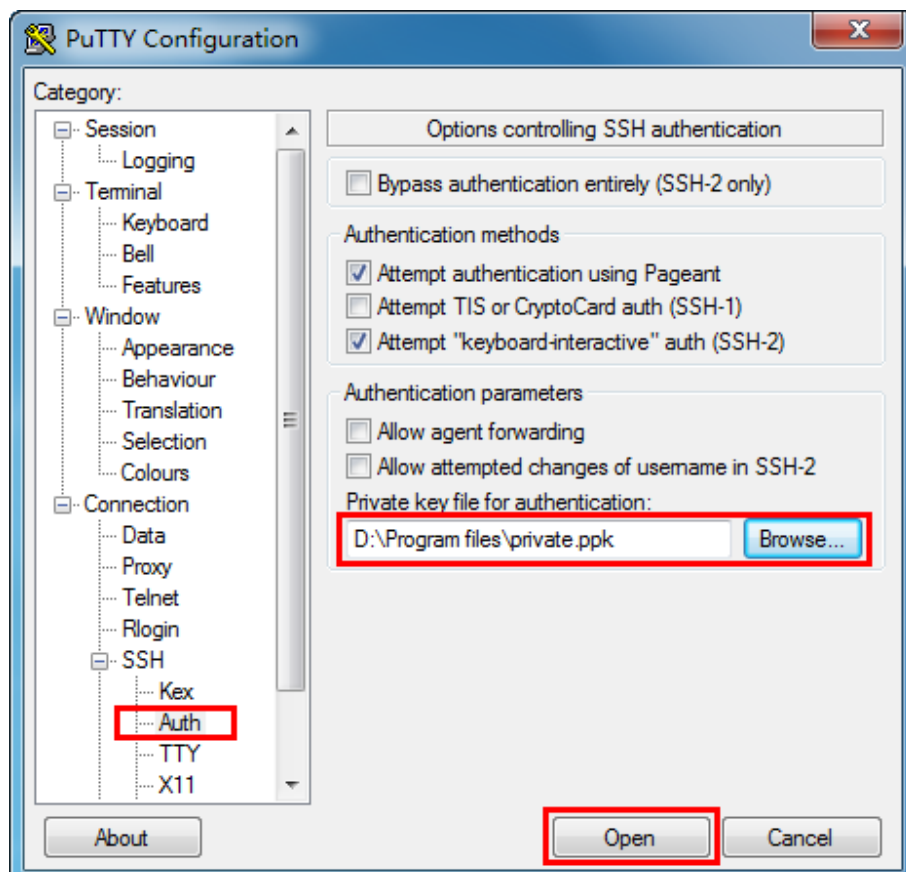 PuTTY Configuration
Category:
Session
Logging
Terminal
Keyboard
Bell
Features
Window
Appearance
Behaviour
Translation
Selection
Colours
Connection
Data
Proxy
Telnet
Rlogin
SSH
Kex
Auth
TTY
X11
Options controlling SSH authentication
Bypass authentication entirely (SSH-2 only)
Authentication methods
Attempt authentication using Pageant
Attempt TIS or CryptoCard auth (SSH-1)
Attempt "keyboard-interactive" auth (SSH-2)
Authentication parameters
Allow agent forwarding
Allow attempted changes of username in SSH-2
Private key file for authentication:
D:\Program files\private.ppk
Browse...
About
Open
Cancel